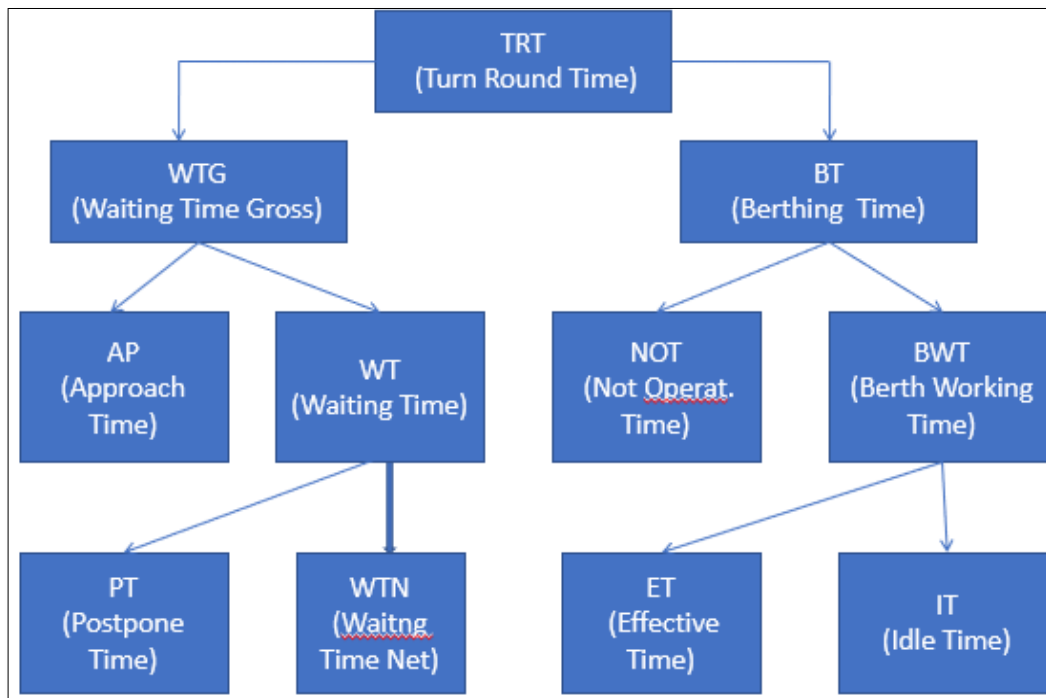 TRT
(Turn Round Time)
WTG
(Waiting Time Gross)
BT
(Berthing  Time)
AP
(Approach
Time)
WT
(Waiting Time)
NOT
(Not Operat.
Time)
BWT
(Berth Working
Time)
PT
(Postpone
Time)
WTN
(Waitng
Time Net)
ET
(Effective
Time)
IT
(Idle Time)